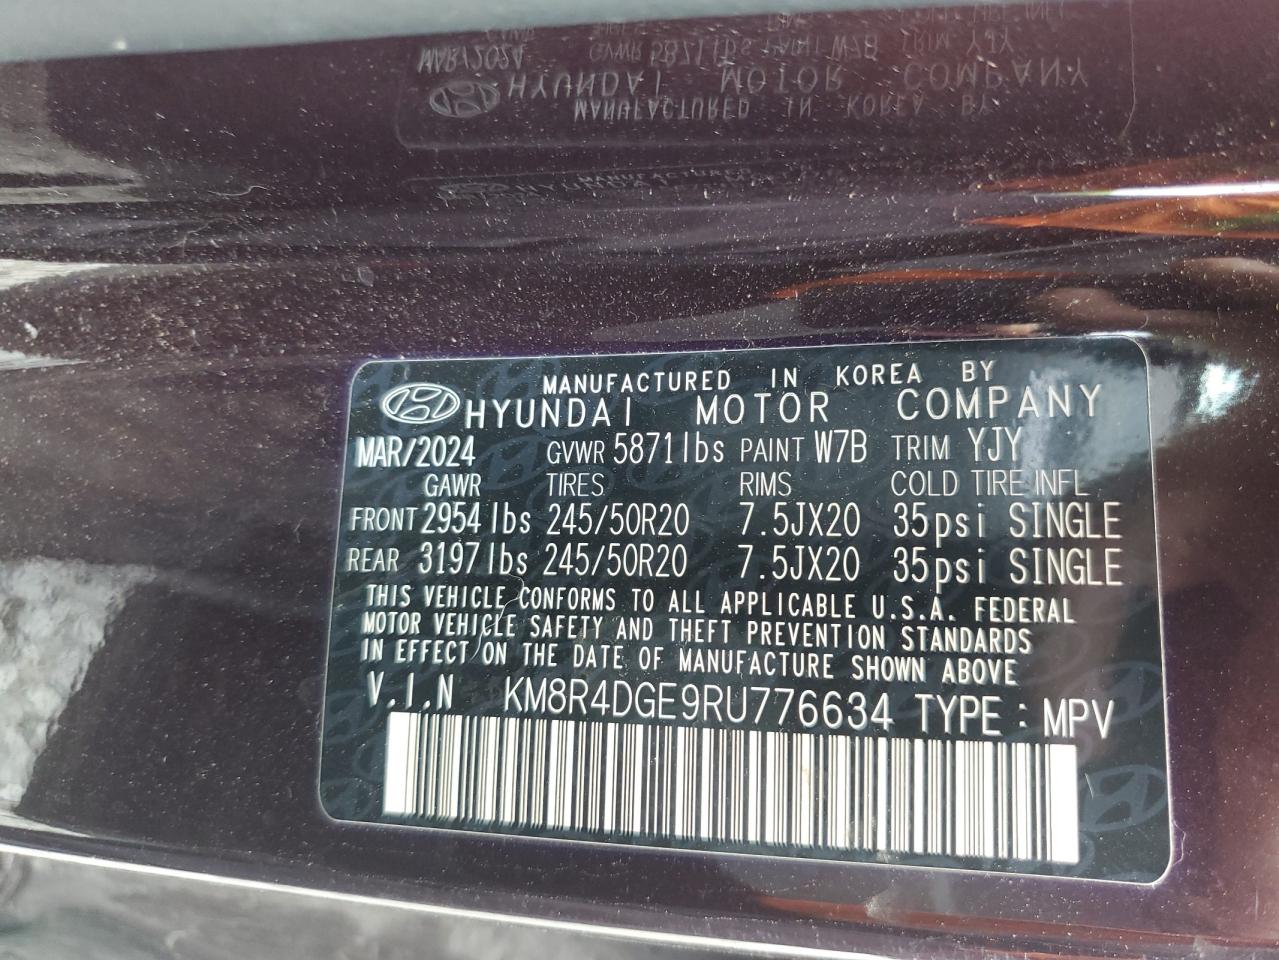 MANUFACTURED IN KOREA BY
HYUNDAI MOTOR COMPANY
MAR/2024 GVWR 5871lbs PAINT W7B TRIM YJY
GAWR TIRES RIMS COLD TIRE INFL
FRONT 2954lbs 245/50R20 7.5JX20 35psi SINGLE
REAR 3197lbs 245/50R20 7.5JX20 35psi SINGLE
THIS VEHICLE CONFORMS TO ALL APPLICABLE U.S.A. FEDERAL
MOTOR VEHICLE SAFETY AND THEFT PREVENTION STANDARDS
IN EFFECT ON THE DATE OF MANUFACTURE SHOWN ABOVE
V.I.N KM8R4DGE9RU776634 TYPE : MPV